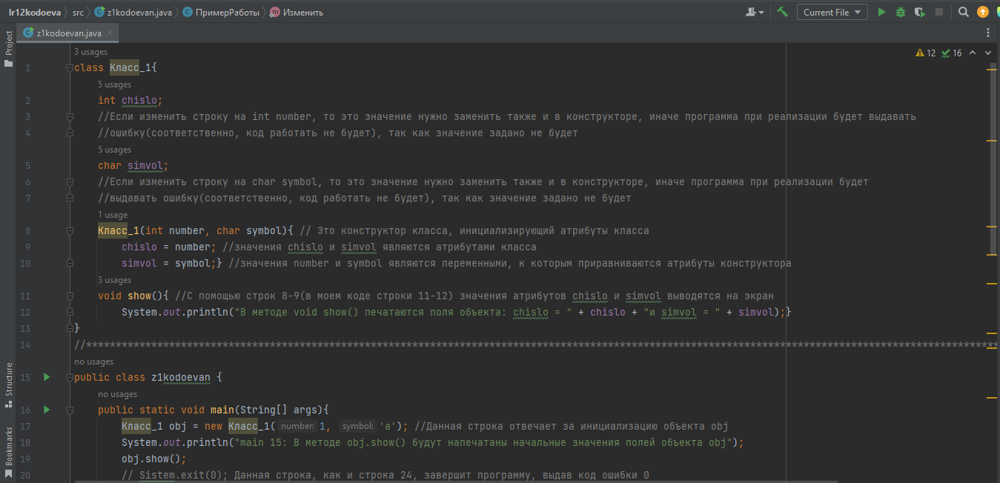 lr12kodoeva src z1kodoevan.java ПримерРаботы Изменить Current File
Project
z1kodoevan.java
12 16
3 usages
1 class Класс_1{
5 usages
2 int chislo;
3 //Если изменить строку на int number, то это значение нужно заменить также и в конструкторе, иначе программа при реализации будет выдавать
4 //ошибку(соответственно, код работать не будет), так как значение задано не будет
5 usages
5 char simvol;
6 //Если изменить строку на char symbol, то это значение нужно заменить также и в конструкторе, иначе программа при реализации будет
7 //выдавать ошибку(соответственно, код работать не будет), так как значение задано не будет
1 usage
8 Класс_1(int number, char symbol){ // Это конструктор класса, инициализирующий атрибуты класса
9 chislo = number; //значения chislo и simvol являются атрибутами класса
10 simvol = symbol;} //значения number и symbol являются переменными, к которым приравниваются атрибуты конструктора
3 usages
11 void show(){ //С помощью строк 8-9(в моем коде строки 11-12) значения атрибутов chislo и simvol выводятся на экран
12 System.out.println("В методе void show() печатаются поля объекта: chislo = " + chislo + "и simvol = " + simvol);}
13 }
14 //**********************************************************************************************************************************************************
no usages
15 public class z1kodoevan {
no usages
16 public static void main(String[] args){
17 Класс_1 obj = new Класс_1( number: 1, symbol: 'a'); //Данная строка отвечает за инициализацию объекта obj
18 System.out.println("main 15: В методе obj.show() будут напечатаны начальные значения полей объекта obj");
19 obj.show();
20 // Sistem.exit(0); Данная строка, как и строка 24, завершит программу, выдав код ошибки 0
Structure
Bookmarks